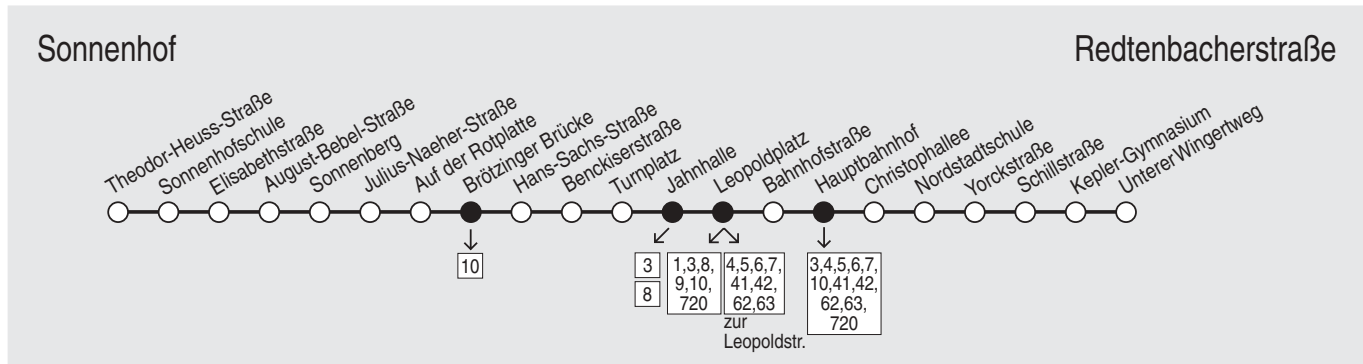 Sonnenhof
Redtenbacherstraße
Theodor-Heuss-Straße
Sonnenhofschule
Elisabethstraße
August-Bebel-Straße
Sonnenberg
Julius-Naeher-Straße
Auf der Rotplatte
Brötzinger Brücke
Hans-Sachs-Straße
Benckiserstraße
Turnplatz
Jahnhalle
Leopoldplatz
Bahnhofstraße
Hauptbahnhof
Christophallee
Nordstadtschule
Yorckstraße
Schillstraße
Kepler-Gymnasium
Unterer Wingertweg
10
3
8
1,3,8,
9,10,
720
4,5,6,7,
41,42,
62,63
zur
Leopoldstr.
3,4,5,6,7,
10,41,42,
62,63,
720